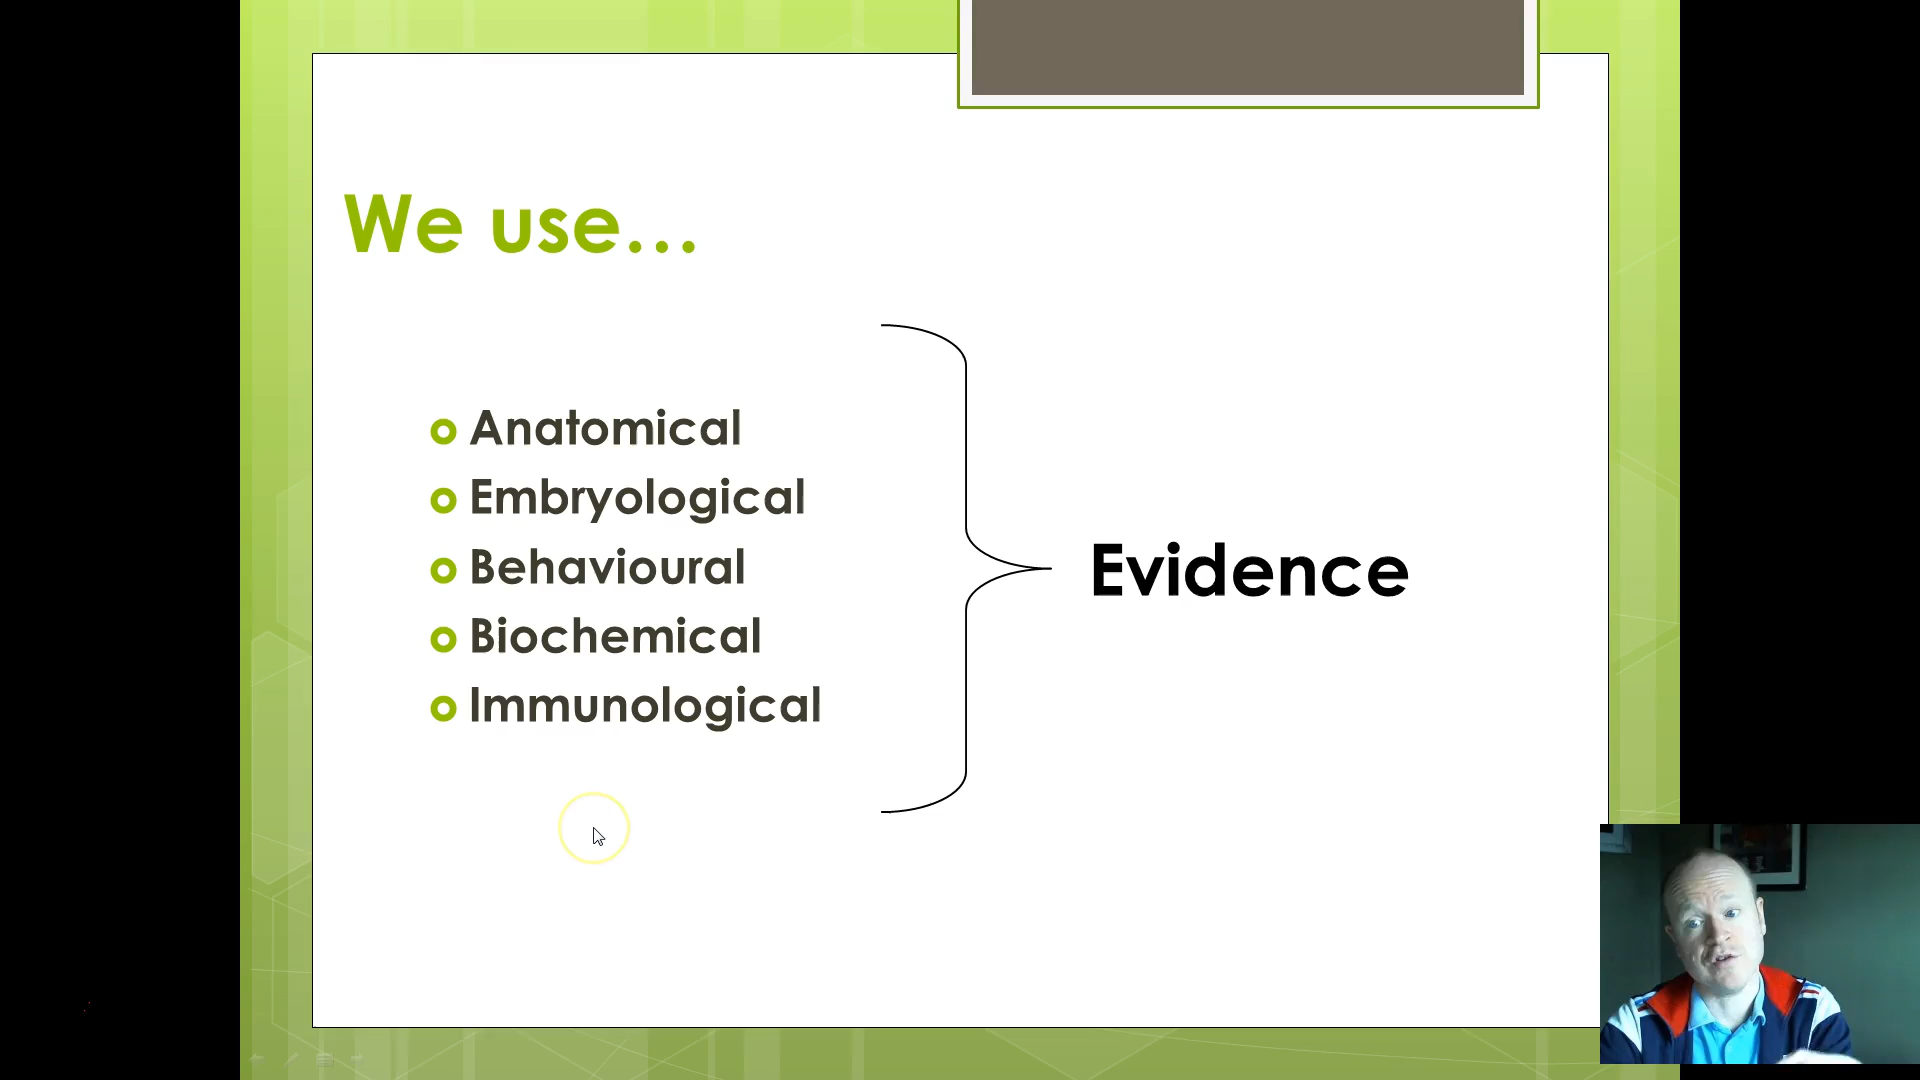 We use...
Anatomical
Embryological
Behavioural
Biochemical
Immunological
Evidence